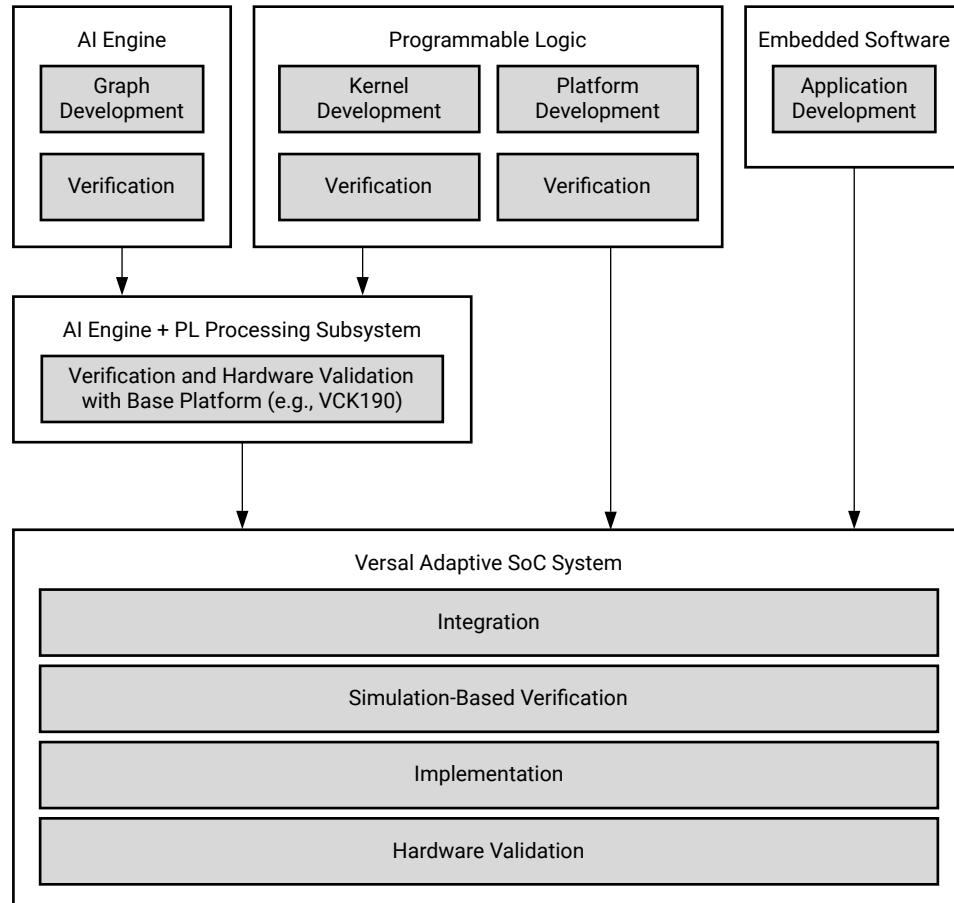 AI Engine
Graph
Development
Verification
Programmable Logic
Kernel
Development
Verification
Platform
Development
Verification
Embedded Software
Application
Development
AI Engine + PL Processing Subsystem
Verification and Hardware Validation
with Base Platform (e.g., VCK190)
Versal Adaptive SoC System
Integration
Simulation-Based Verification
Implementation
Hardware Validation